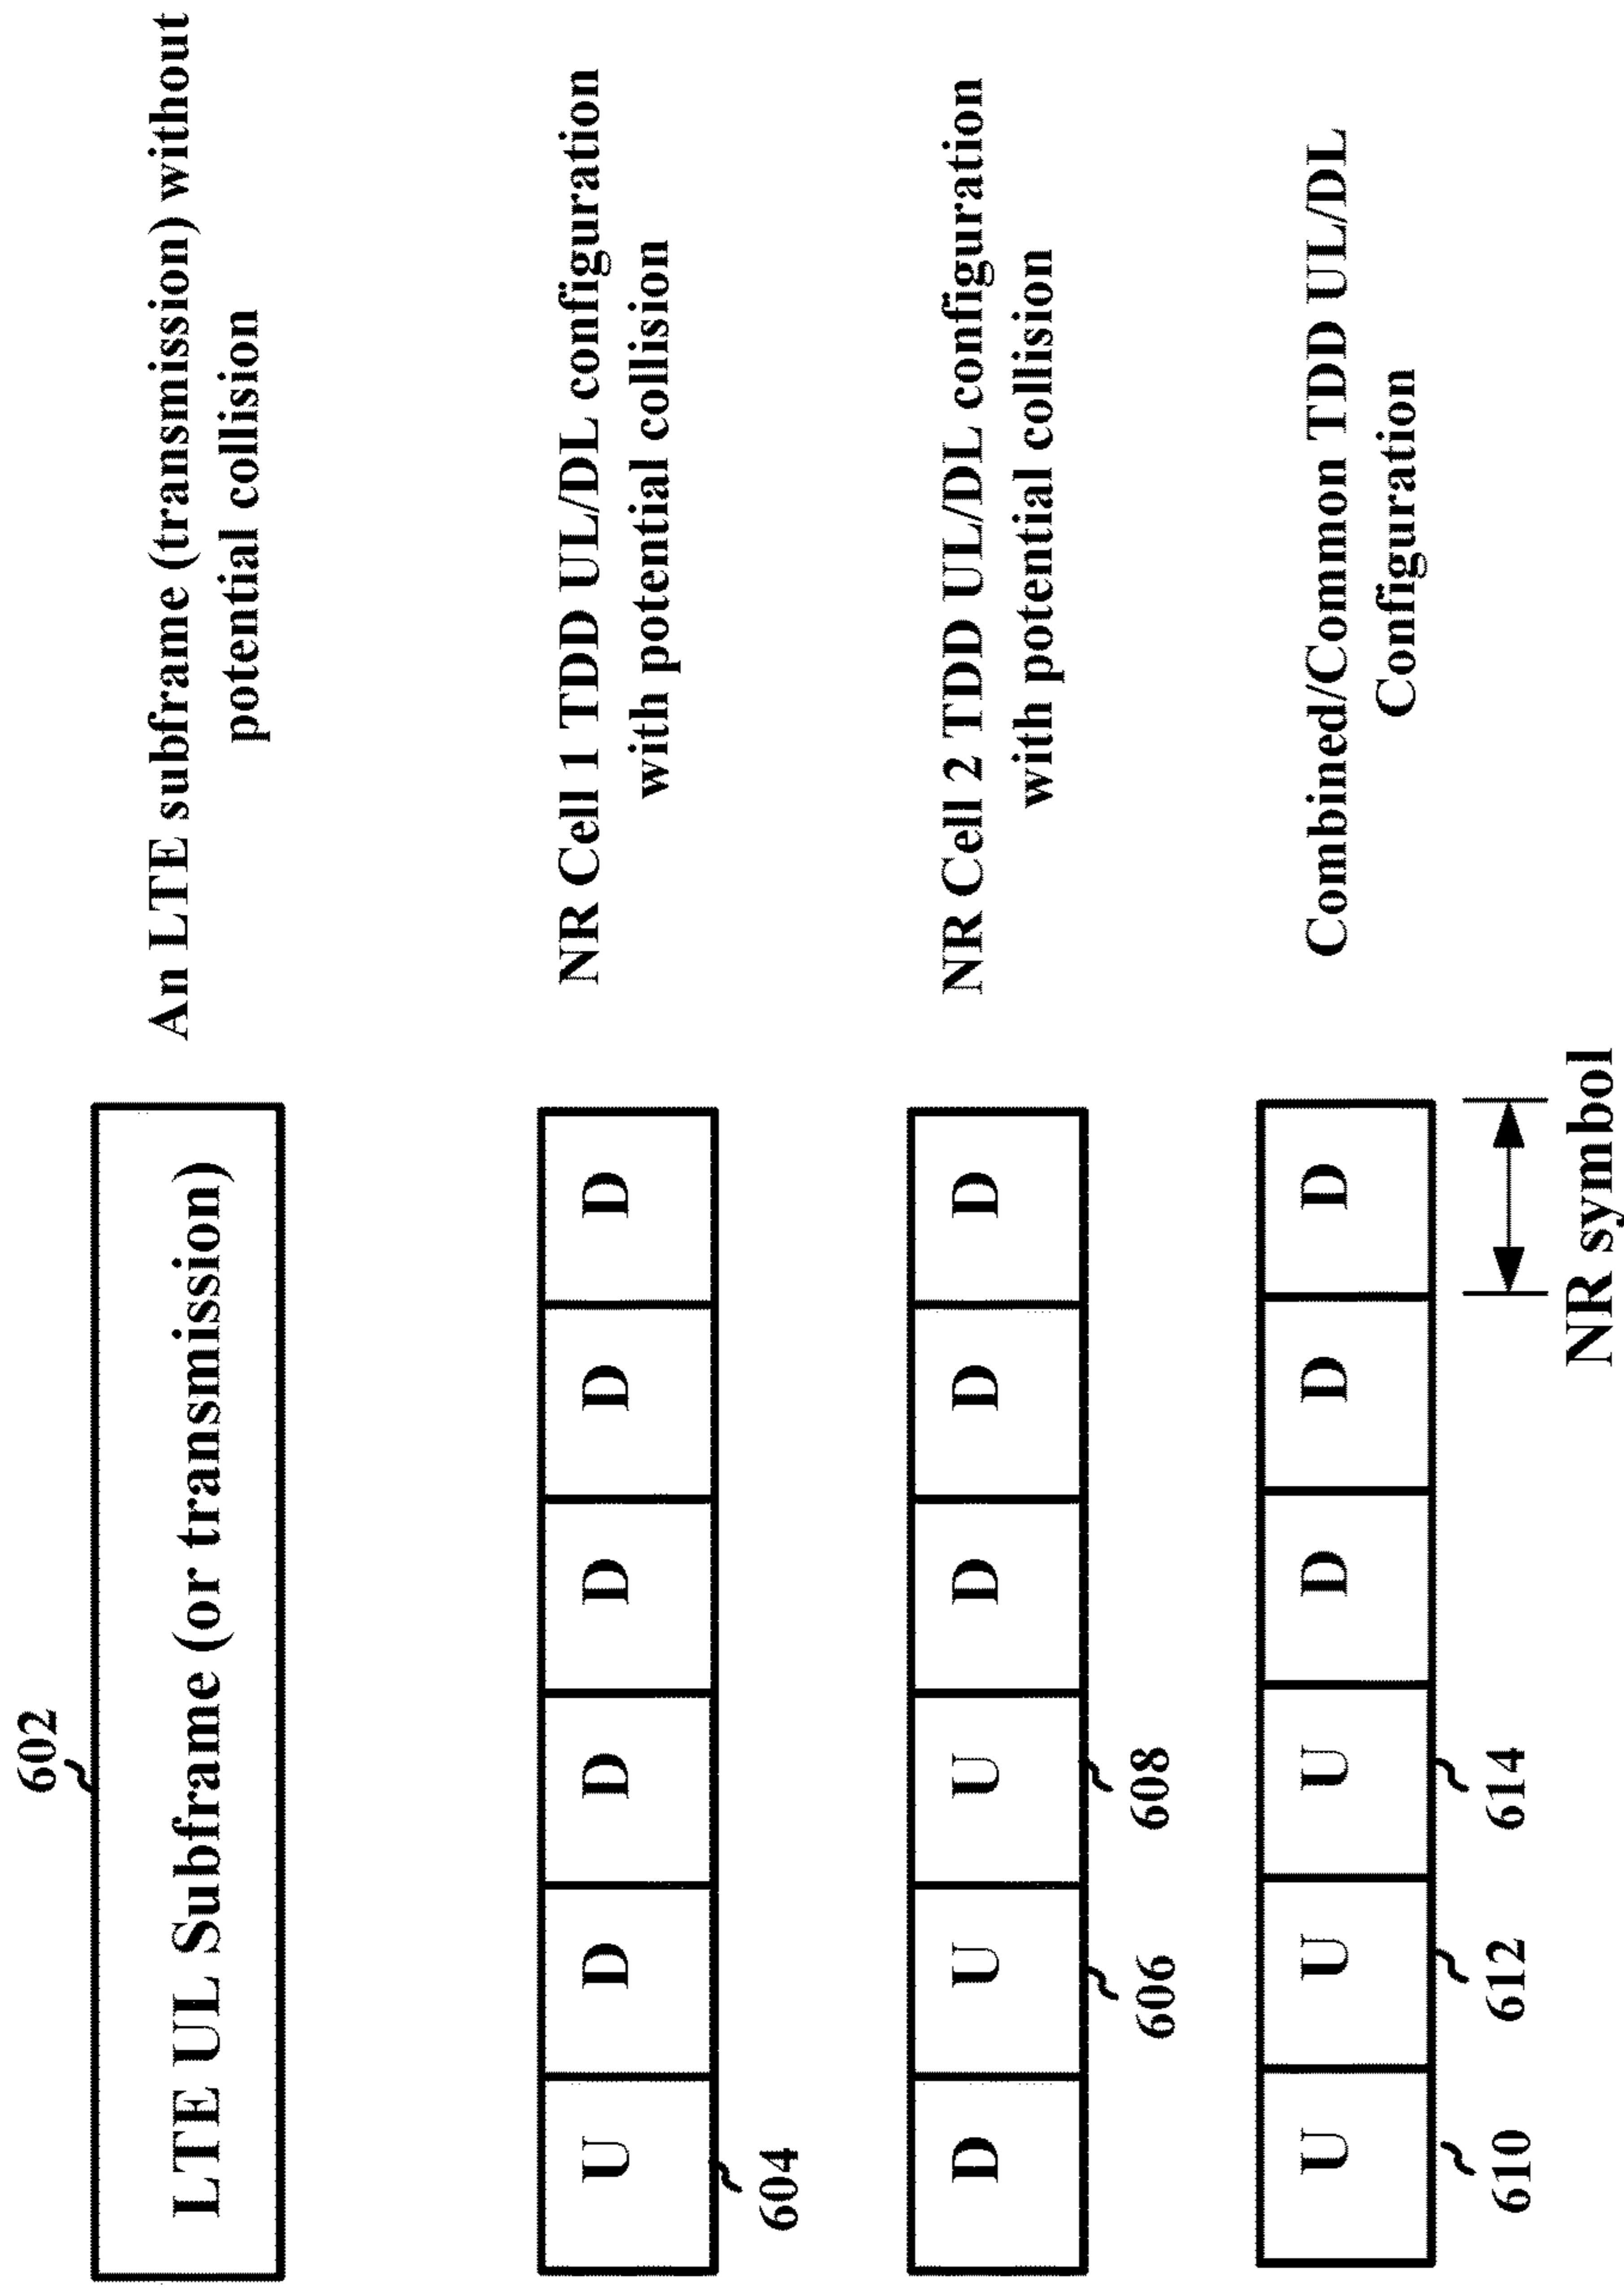 602
LTE UL Subframe (or transmission)
An LTE subframe (transmission) without
potential collision
U D D D D D
604
NR Cell 1 TDD UL/DL configuration
with potential collision
D U U D D D
606 608
NR Cell 2 TDD UL/DL configuration
with potential collision
U U U D D D
610 612 614
Combined/Common TDD UL/DL
Configuration
NR symbol